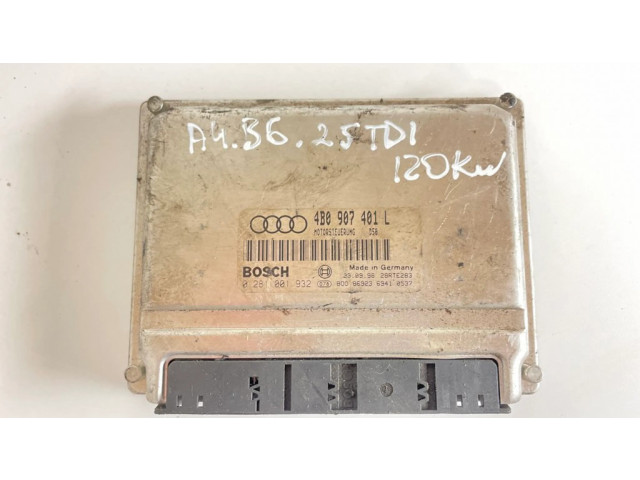 A4.B6.2.5TDI
120Kw
4B0 907 401 L
MOTORSTEUERUNG
BOSCH
Made in Germany
0 281 001 932